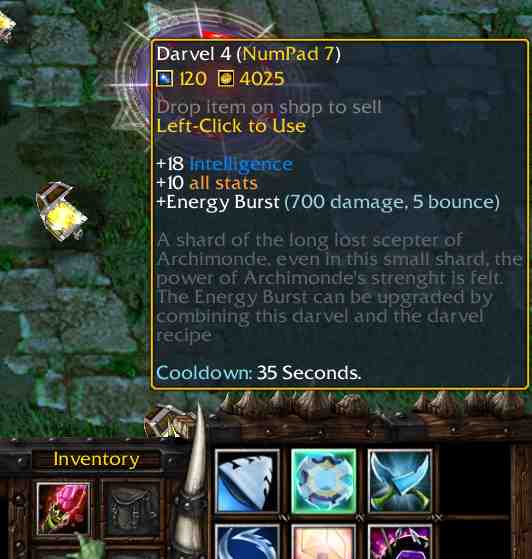 Darvel 4 (NumPad 7)
120 4025
Drop item on shop to sell
Left-Click to Use
+18 Intelligence
+10 all stats
+Energy Burst (700 damage, 5 bounce)
A shard of the long lost scepter of
Archimonde, even in this small shard, the
power of Archimonde's strenght is felt.
The Energy Burst can be upgraded by
combining this darvel and the darvel
recipe
Cooldown: 35 Seconds.
Inventory